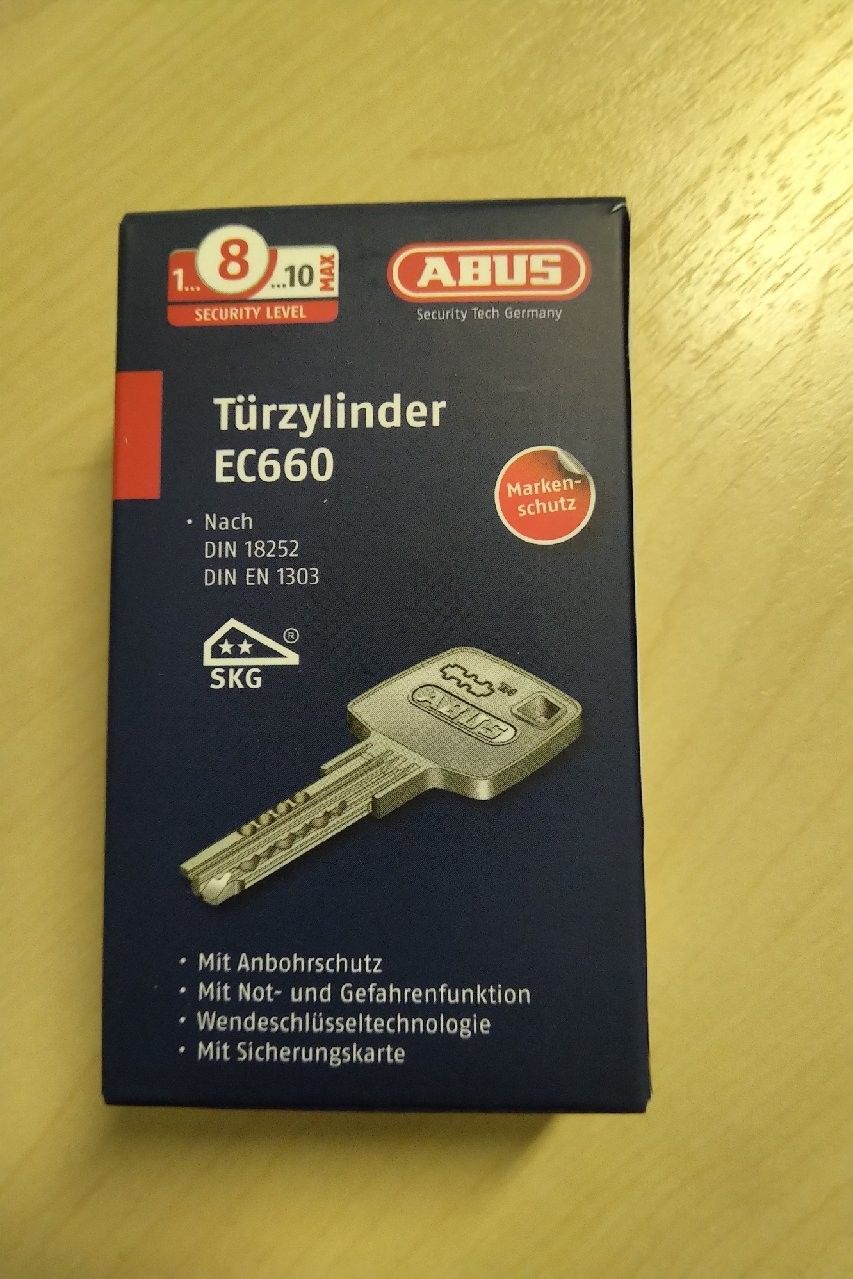 1... 8 ...10 MAX
SECURITY LEVEL
ABUS
Security Tech Germany
Türzylinder
EC660
Marken-
schutz
• Nach
DIN 18252
DIN EN 1303
®
SKG
TM
ABUS
• Mit Anbohrschutz
• Mit Not- und Gefahrenfunktion
• Wendeschlüsseltechnologie
• Mit Sicherungskarte